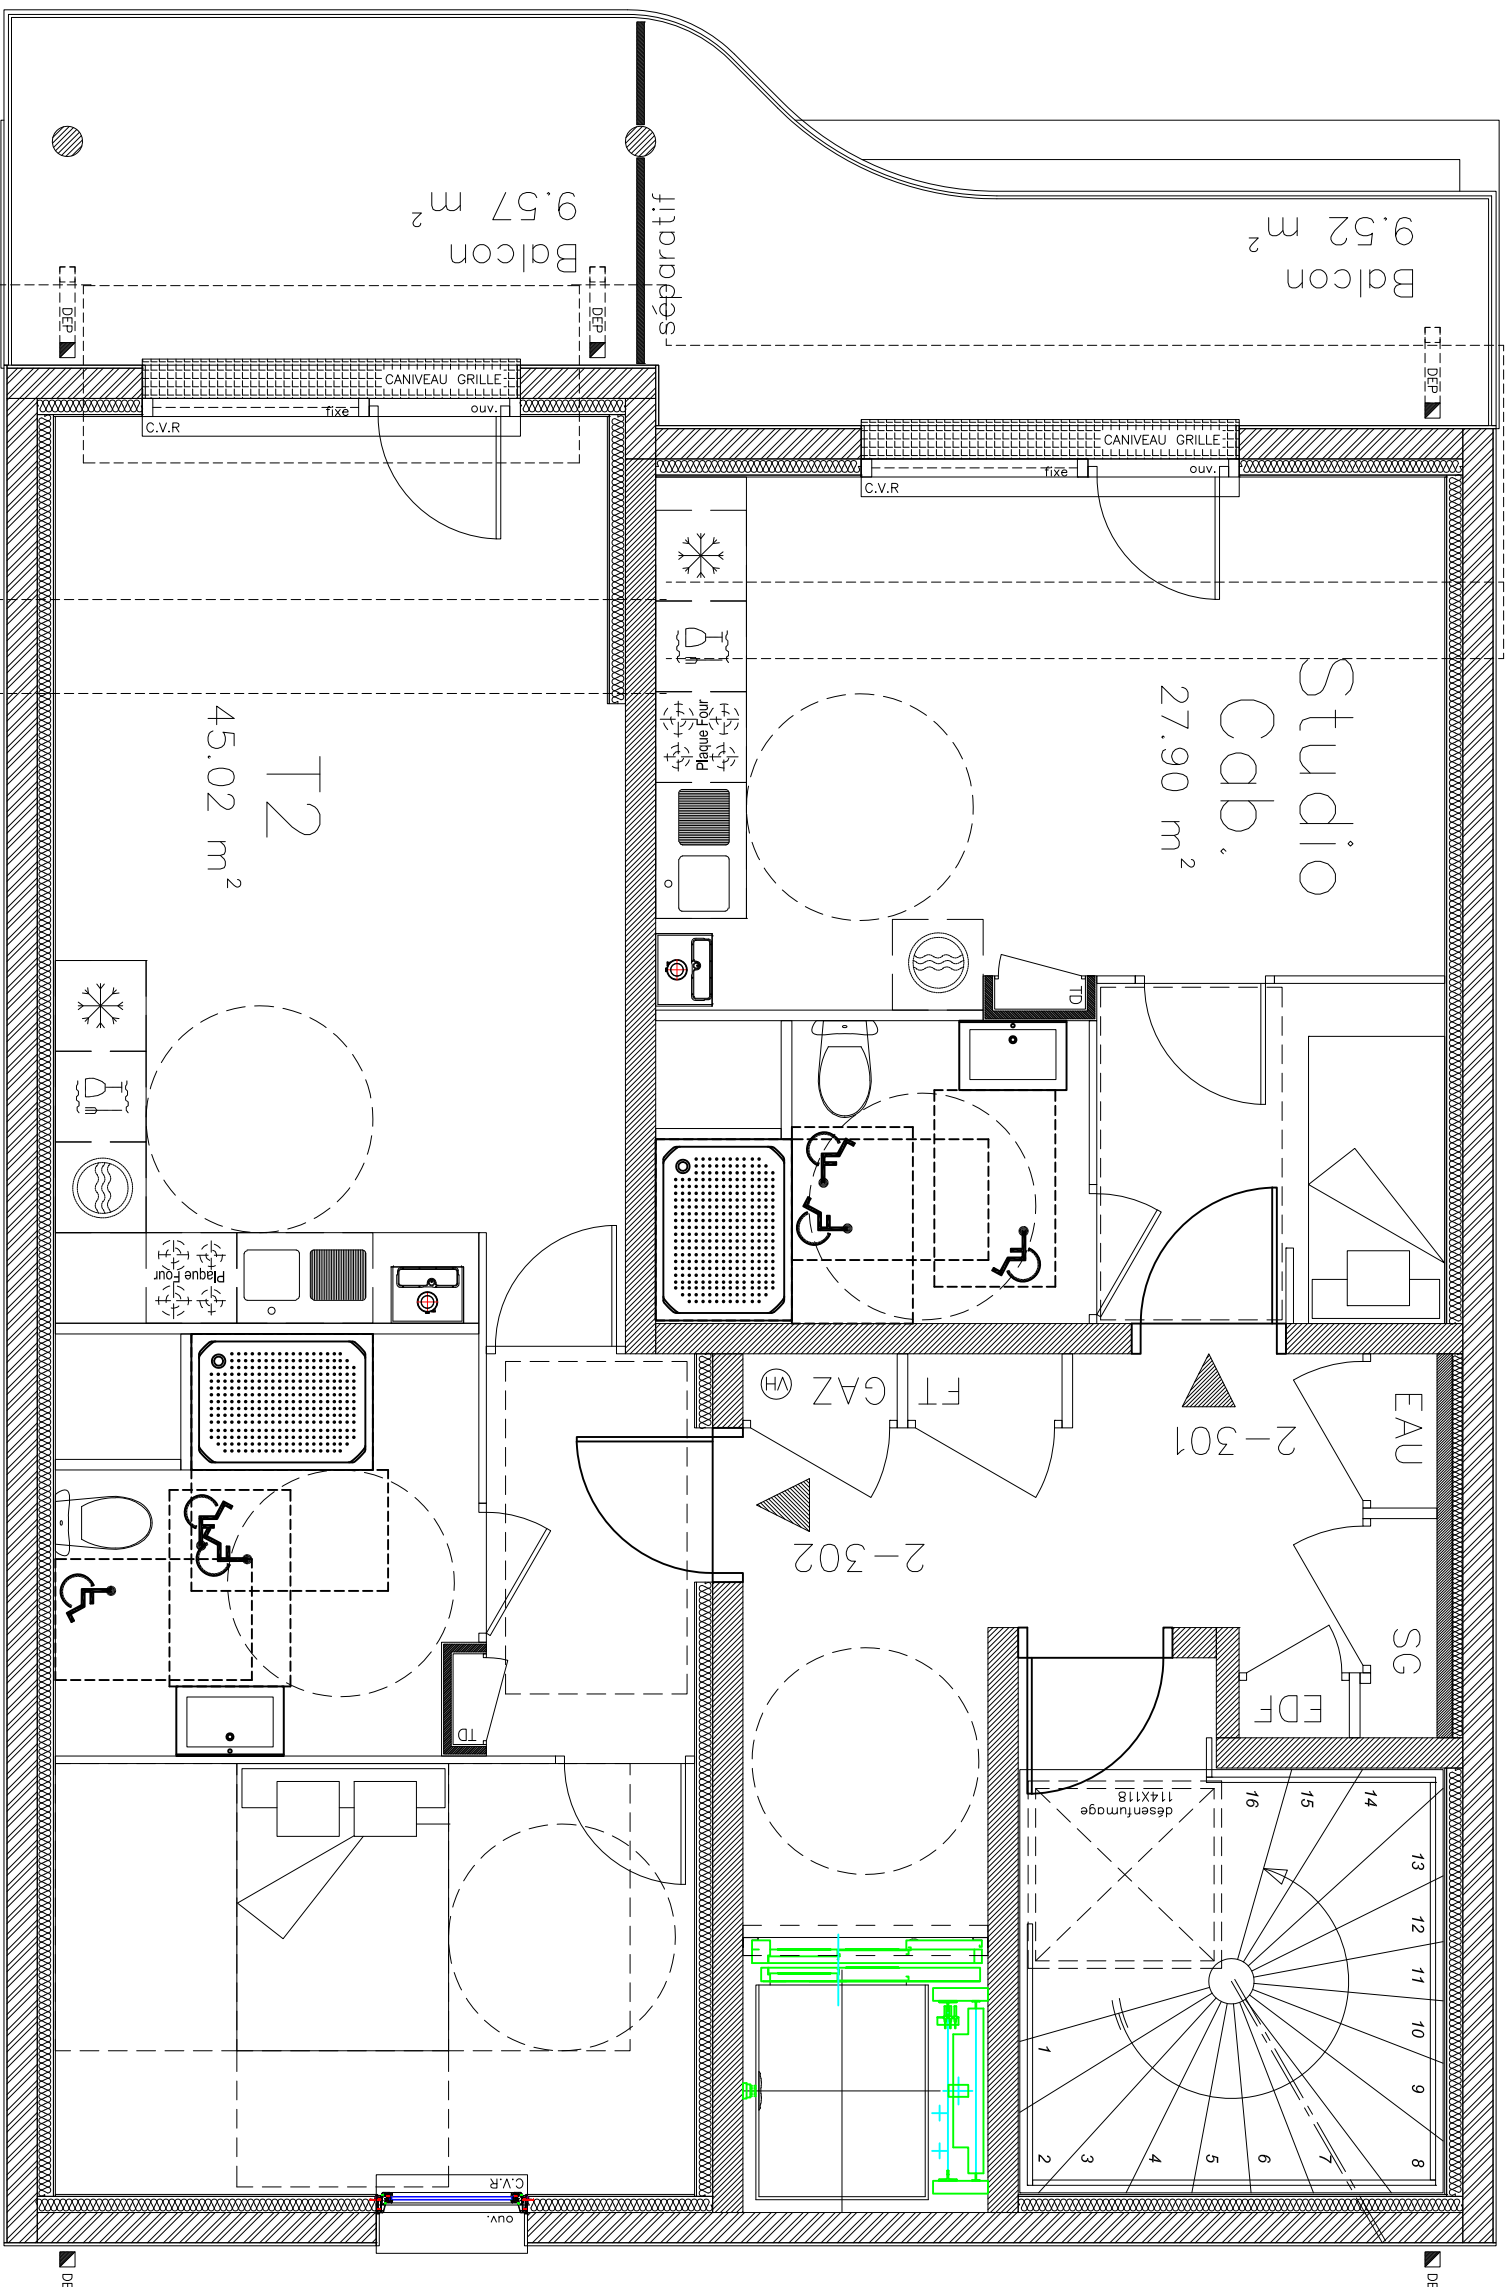 Balcon
9.57 m²
séparatif
Balcon
9.52 m²
DEP
DEP
DEP
CANIVEAU GRILLE
fixe
ouv.
C.V.R
CANIVEAU GRILLE
fixe
ouv.
C.V.R
Studio
Cab.
27.90 m²
T2
45.02 m²
Plaque Four
TD
Plaque Four
GAZ
VH
FT
2-301
EAU
2-302
SG
EDF
TD
désenfumage
114X118
16
15
14
13
12
11
10
9
8
7
6
5
4
3
2
1
C.V.R
ouv.
DE
DE